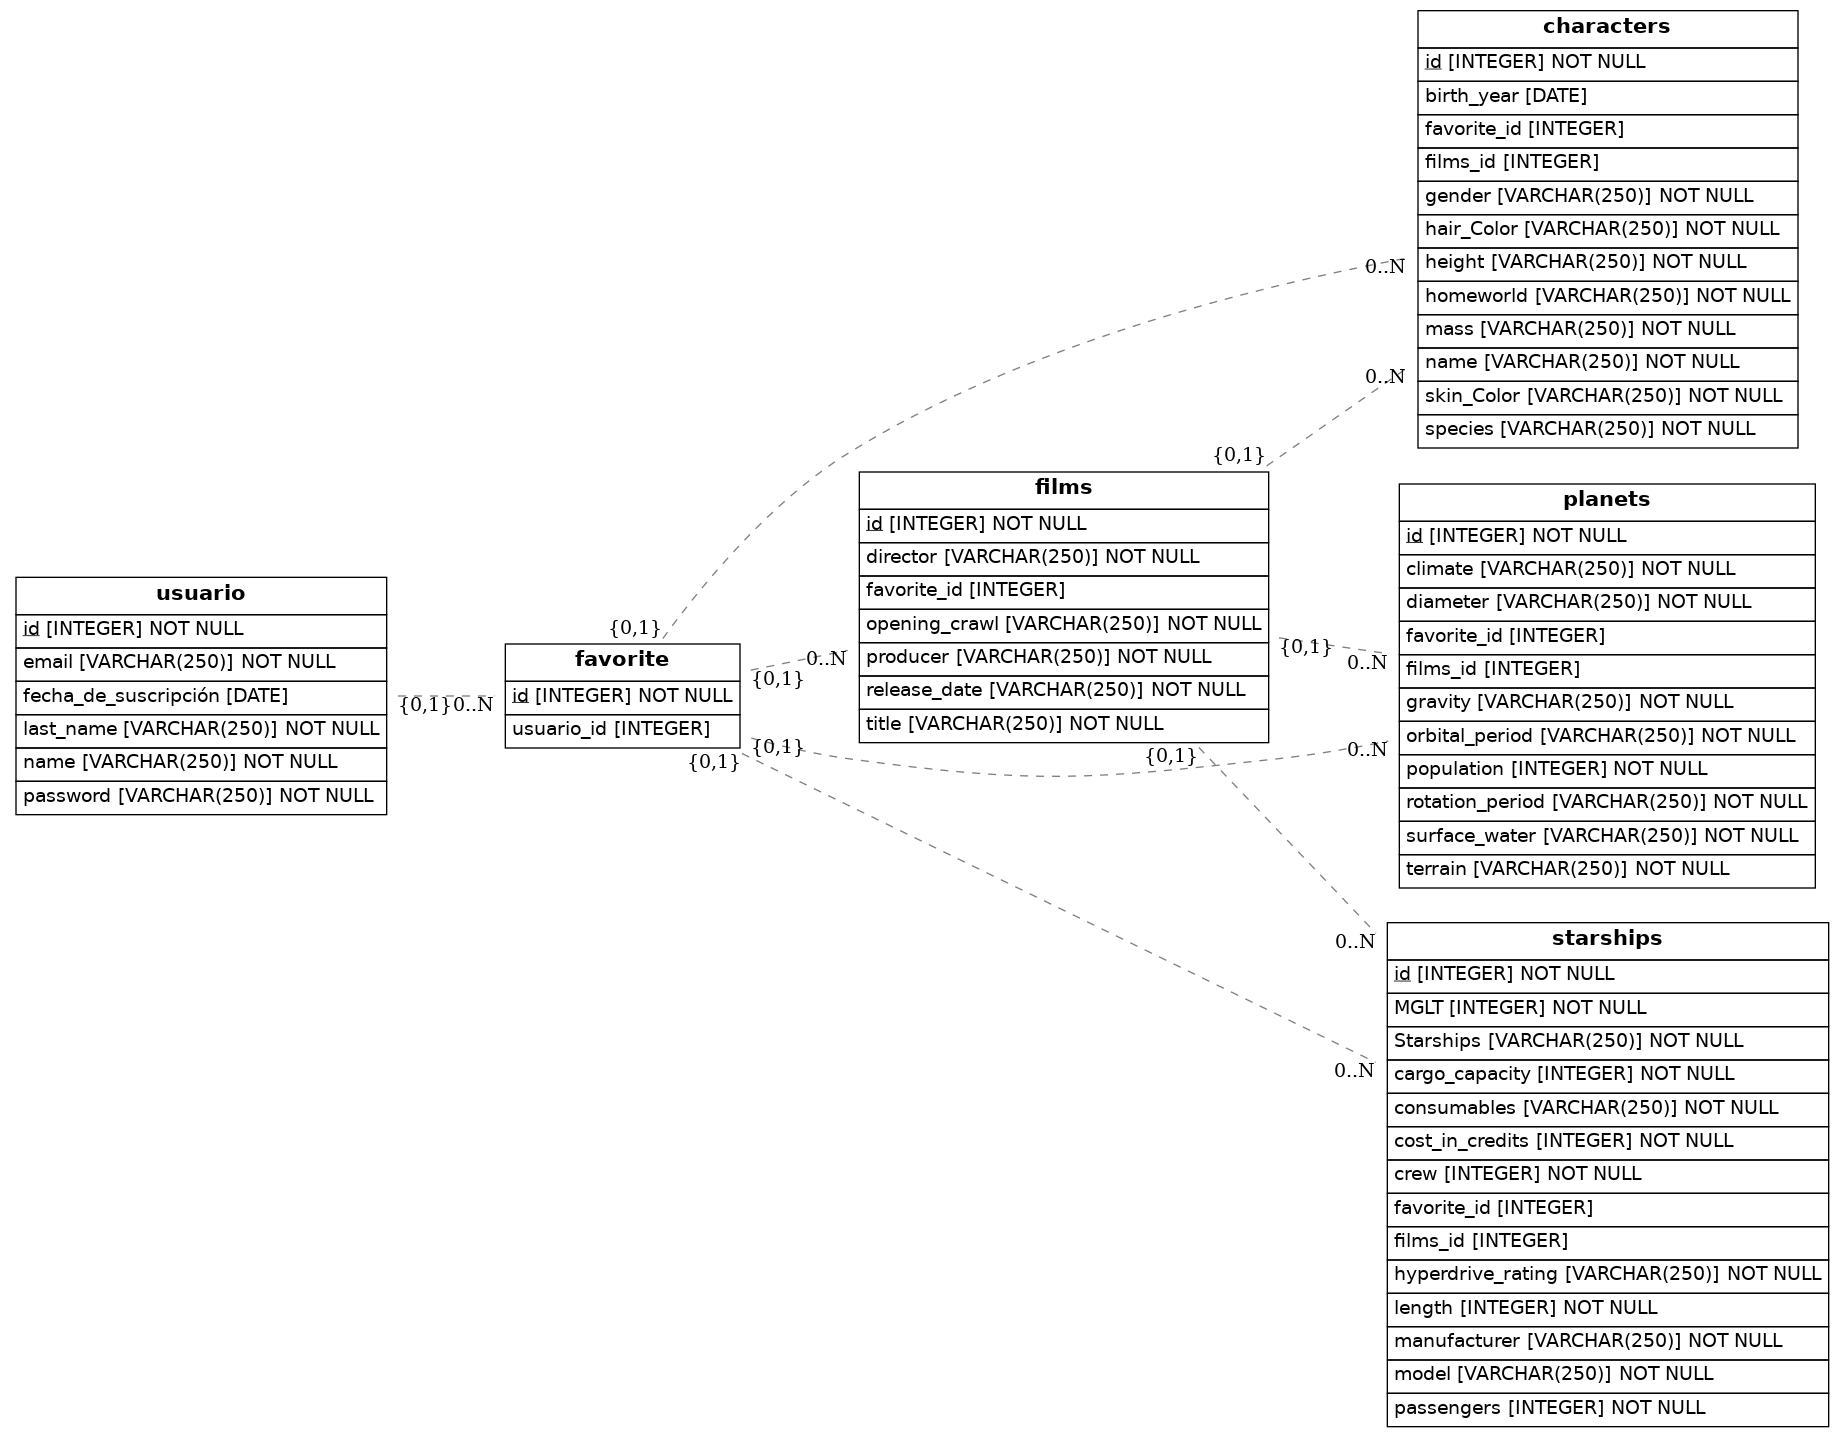 characters
id [INTEGER] NOT NULL
birth_year [DATE]
favorite_id [INTEGER]
films_id [INTEGER]
gender [VARCHAR(250)] NOT NULL
hair_Color [VARCHAR(250)] NOT NULL
height [VARCHAR(250)] NOT NULL
homeworld [VARCHAR(250)] NOT NULL
mass [VARCHAR(250)] NOT NULL
name [VARCHAR(250)] NOT NULL
skin_Color [VARCHAR(250)] NOT NULL
species [VARCHAR(250)] NOT NULL
0..N
0..N
{0,1}
films
id [INTEGER] NOT NULL
director [VARCHAR(250)] NOT NULL
favorite_id [INTEGER]
opening_crawl [VARCHAR(250)] NOT NULL
producer [VARCHAR(250)] NOT NULL
release_date [VARCHAR(250)] NOT NULL
title [VARCHAR(250)] NOT NULL
planets
id [INTEGER] NOT NULL
climate [VARCHAR(250)] NOT NULL
diameter [VARCHAR(250)] NOT NULL
favorite_id [INTEGER]
films_id [INTEGER]
gravity [VARCHAR(250)] NOT NULL
orbital_period [VARCHAR(250)] NOT NULL
population [INTEGER] NOT NULL
rotation_period [VARCHAR(250)] NOT NULL
surface_water [VARCHAR(250)] NOT NULL
terrain [VARCHAR(250)] NOT NULL
usuario
id [INTEGER] NOT NULL
email [VARCHAR(250)] NOT NULL
fecha_de_suscripción [DATE]
last_name [VARCHAR(250)] NOT NULL
name [VARCHAR(250)] NOT NULL
password [VARCHAR(250)] NOT NULL
{0,1}
0..N
{0,1}
favorite
id [INTEGER] NOT NULL
usuario_id [INTEGER]
{0,1}
0..N
{0,1}
0..N
{0,1}
0..N
{0,1}
{0,1}
0..N
0..N
starships
id [INTEGER] NOT NULL
MGLT [INTEGER] NOT NULL
Starships [VARCHAR(250)] NOT NULL
cargo_capacity [INTEGER] NOT NULL
consumables [VARCHAR(250)] NOT NULL
cost_in_credits [INTEGER] NOT NULL
crew [INTEGER] NOT NULL
favorite_id [INTEGER]
films_id [INTEGER]
hyperdrive_rating [VARCHAR(250)] NOT NULL
length [INTEGER] NOT NULL
manufacturer [VARCHAR(250)] NOT NULL
model [VARCHAR(250)] NOT NULL
passengers [INTEGER] NOT NULL